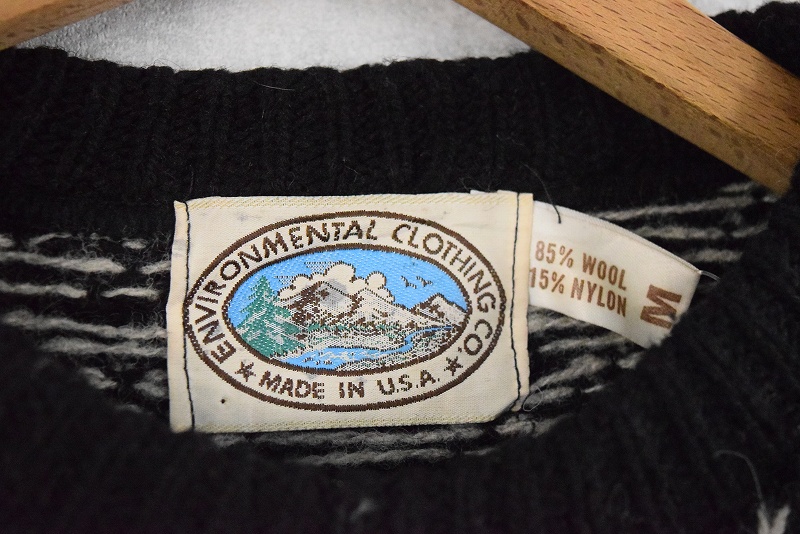 ENVIRONMENTAL CLOTHING CO.
★ MADE IN U.S.A. ★
85% WOOL
15% NYLON
M